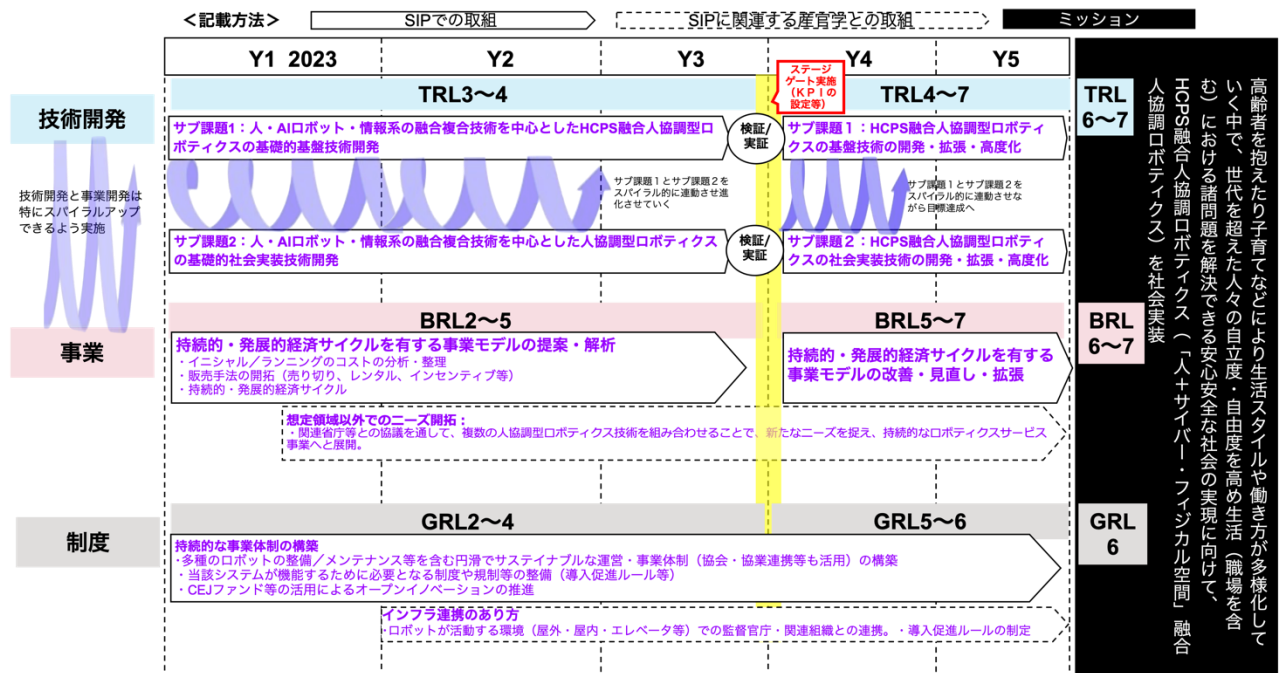 ＜記載方法＞
SIPでの取組
SIPに関連する産官学との取組
ミッション
Y1 2023
Y2
Y3
Y4
Y5
ステージ
ゲート実施
（KPIの
設定等）
技術開発
TRL3〜4
TRL4〜7
TRL
6〜7
サブ課題1：人・AIロボット・情報系の融合複合技術を中心としたHCPS融合人協調型ロ
ボティクスの基礎的基盤技術開発
検証/
実証
サブ課題１：HCPS融合人協調型ロボティ
クスの基盤技術の開発・拡張・高度化
技術開発と事業開発は
特にスパイラルアップ
できるよう実施
サブ課題１とサブ課題２を
スパイラル的に連動させ進
化させていく
サブ課題１とサブ課題２を
スパイラル的に連動させな
がら目標達成へ
サブ課題2：人・AIロボット・情報系の融合複合技術を中心とした人協調型ロボティクス
の基礎的社会実装技術開発
検証/
実証
サブ課題２：HCPS融合人協調型ロボティ
クスの社会実装技術の開発・拡張・高度化
事業
BRL2〜5
BRL5〜7
BRL
6〜7
持続的・発展的経済サイクルを有する事業モデルの提案・解析
・イニシャル／ランニングのコストの分析・整理
・販売手法の開拓（売り切り、レンタル、インセンティブ等）
・持続的・発展的経済サイクル
持続的・発展的経済サイクルを有する
事業モデルの改善・見直し・拡張
想定領域以外でのニーズ開拓：
・関連省庁等との協議を通して、複数の人協調型ロボティクス技術を組み合わせることで、新たなニーズを捉え、持続的なロボティクスサービス
事業へと展開。
制度
GRL2〜4
GRL5〜6
GRL
6
持続的な事業体制の構築
・多種のロボットの整備／メンテナンス等を含む円滑でサステイナブルな運営・事業体制（協会・協業連携等も活用）の構築
・当該システムが機能するために必要となる制度や規制等の整備（導入促進ルール等）
・CEJファンド等の活用によるオープンイノベーションの推進
インフラ連携のあり方
・ロボットが活動する環境（屋外・屋内・エレベータ等）での監督官庁・関連組織との連携。・導入促進ルールの制定
高齢者を抱えたり子育てなどにより生活スタイルや働き方が多様化して
いく中で、世代を超えた人々の自立度・自由度を高め生活（職場を含
む）における諸問題を解決できる安心安全な社会の実現に向けて、
HCPS融合人協調ロボティクス（「人＋サイバー・フィジカル空間」融合
人協調ロボティクス）を社会実装